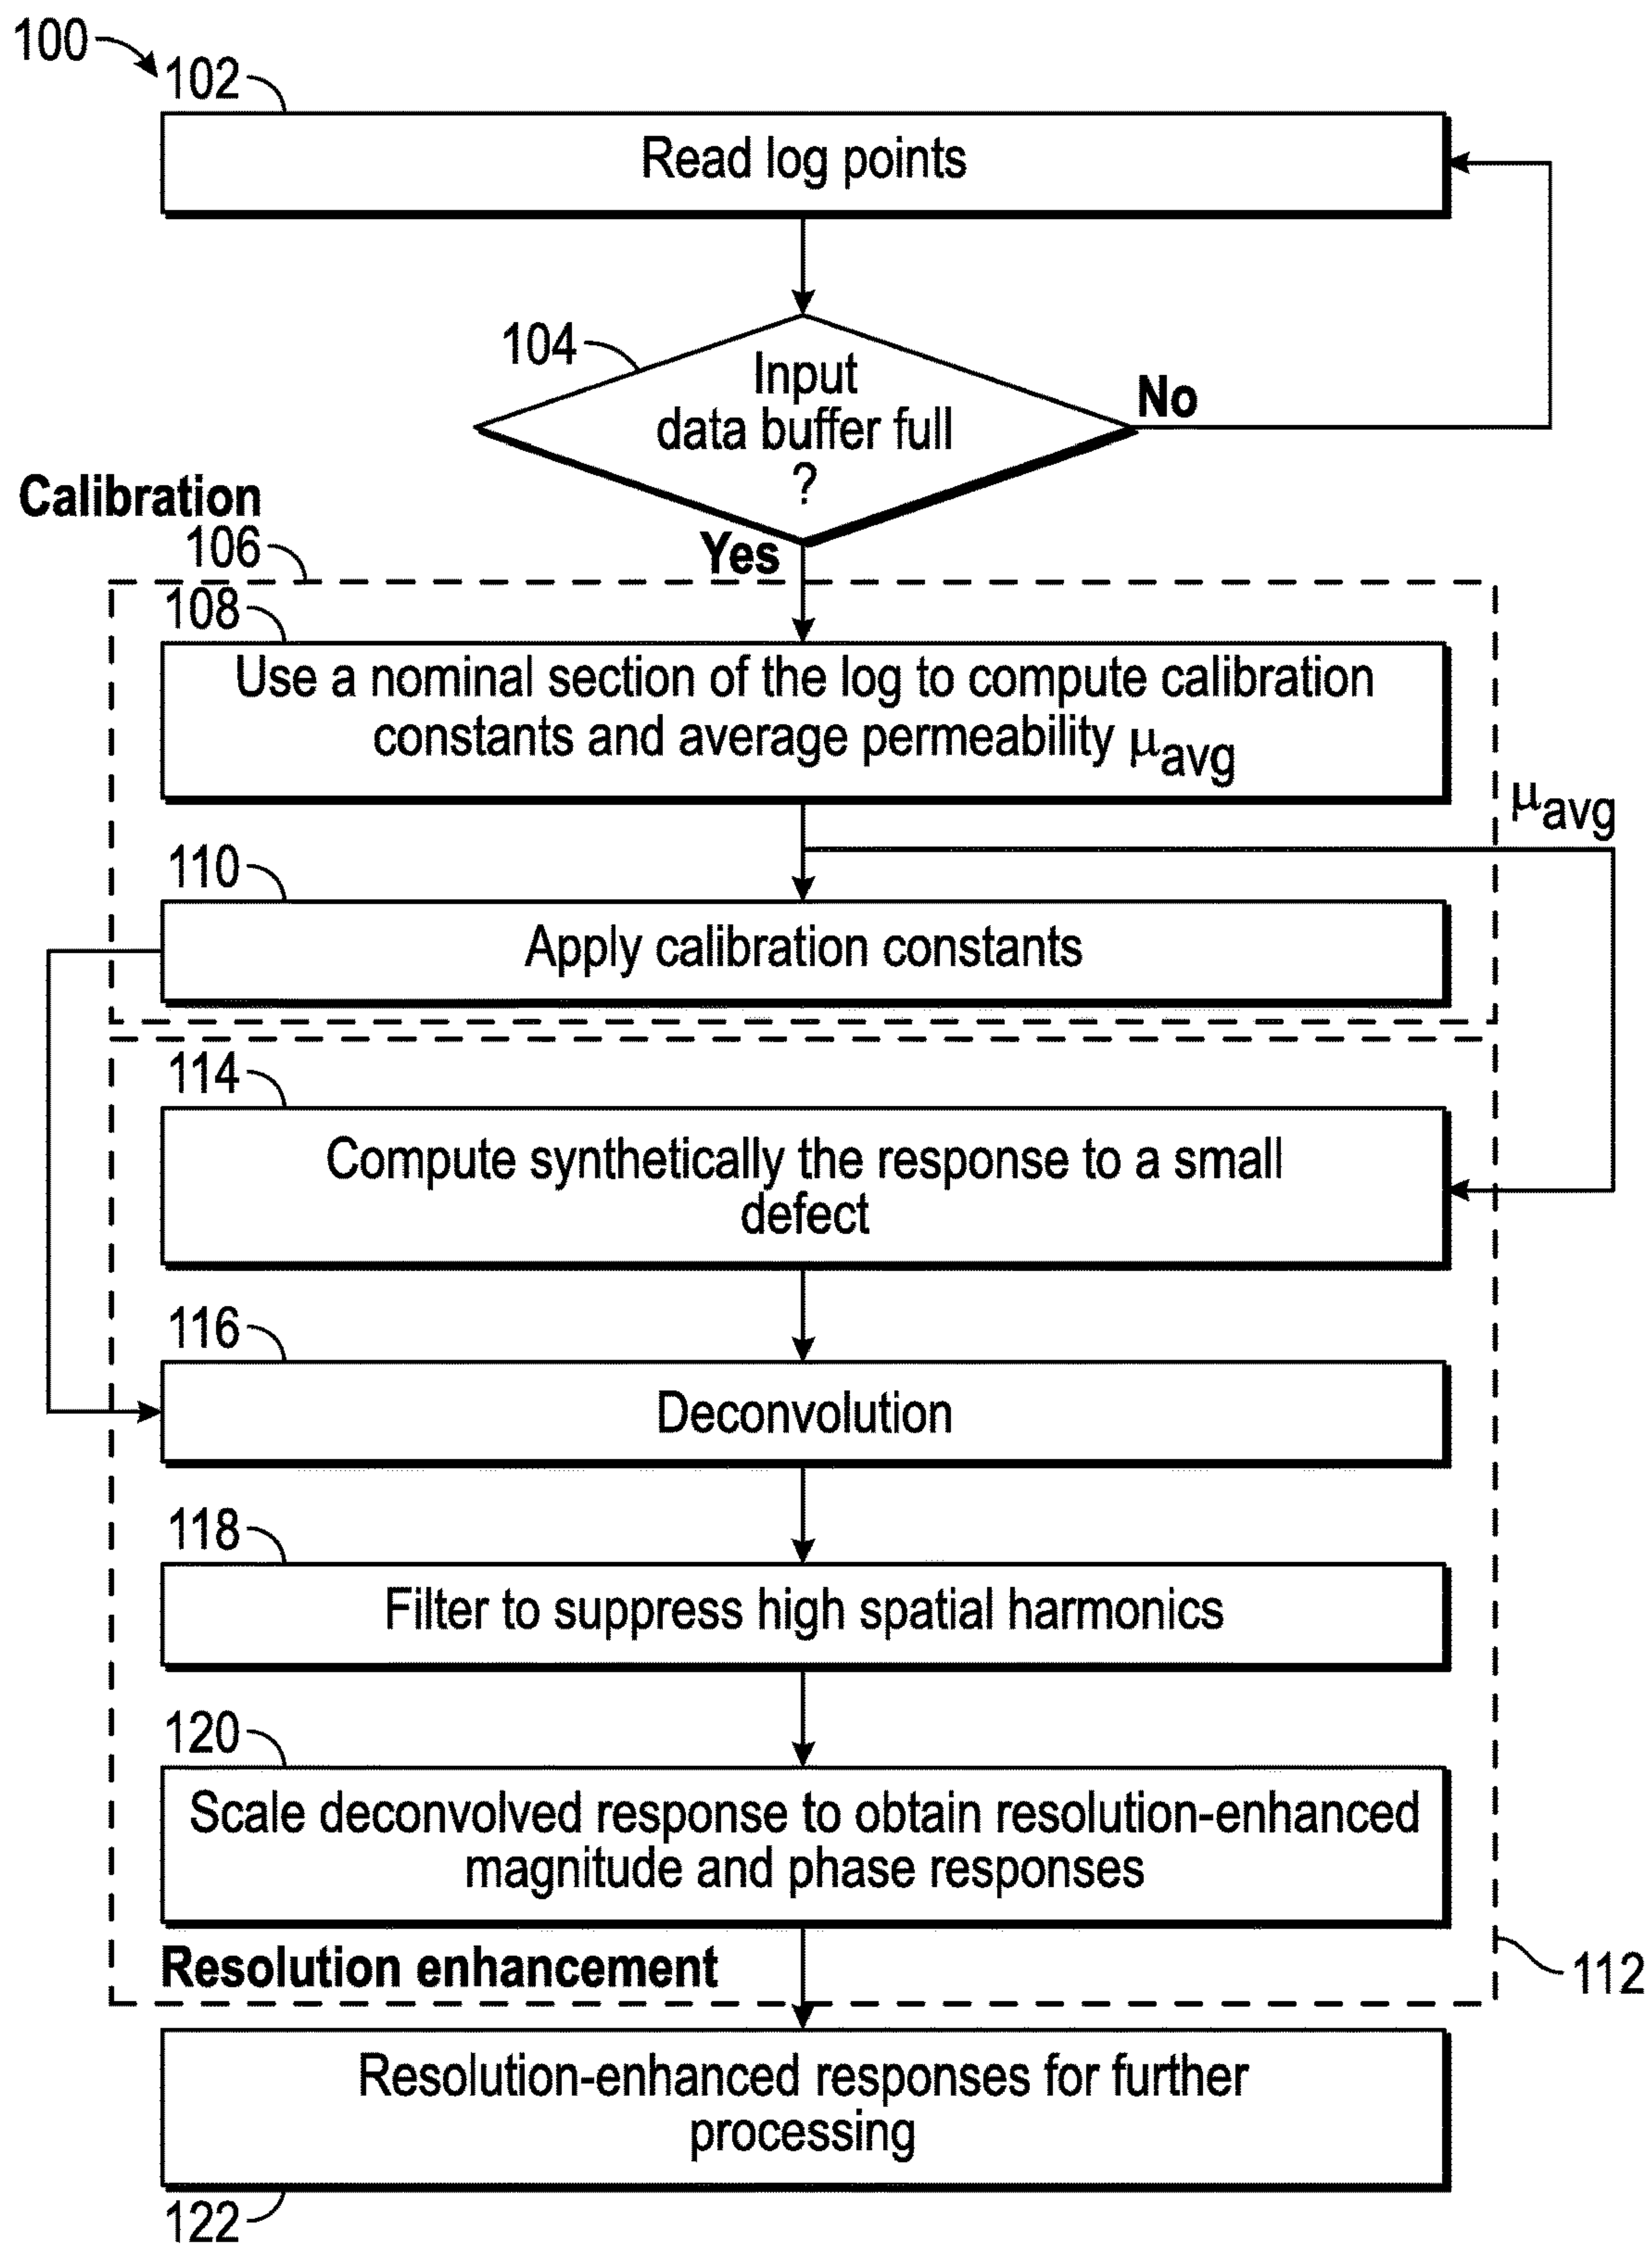 100
102
Read log points
104
Input
data buffer full
?
No
Yes
Calibration
106
108
Use a nominal section of the log to compute calibration
constants and average permeability μavg
μavg
110
Apply calibration constants
114
Compute synthetically the response to a small
defect
116
Deconvolution
118
Filter to suppress high spatial harmonics
120
Scale deconvolved response to obtain resolution-enhanced
magnitude and phase responses
Resolution enhancement
112
Resolution-enhanced responses for further
processing
122